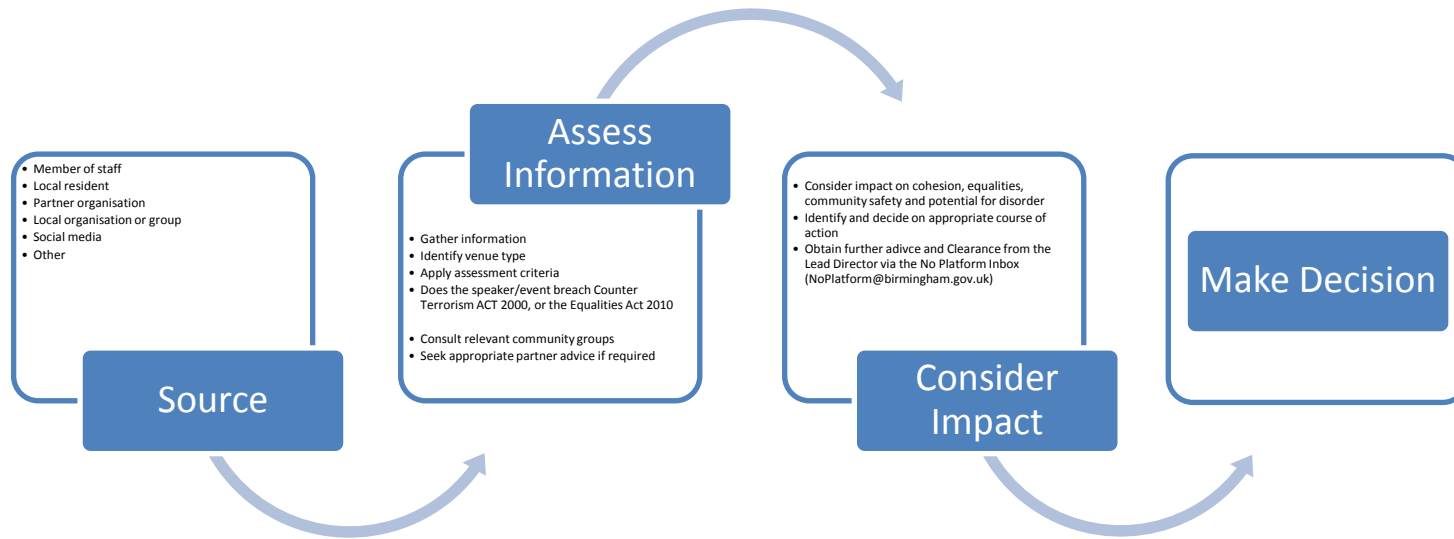 • Member of staff
• Local resident
• Partner organisation
• Local organisation or group
• Social media
• Other
Source
Assess
Information
• Gather information
• Identify venue type
• Apply assessment criteria
• Does the speaker/event breach Counter
Terrorism ACT 2000, or the Equalities Act 2010
• Consult relevant community groups
• Seek appropriate partner advice if required
• Consider impact on cohesion, equalities,
community safety and potential for disorder
• Identify and decide on appropriate course of
action
• Obtain further adivce and Clearance from the
Lead Director via the No Platform Inbox
(NoPlatform@birmingham.gov.uk)
Consider
Impact
Make Decision